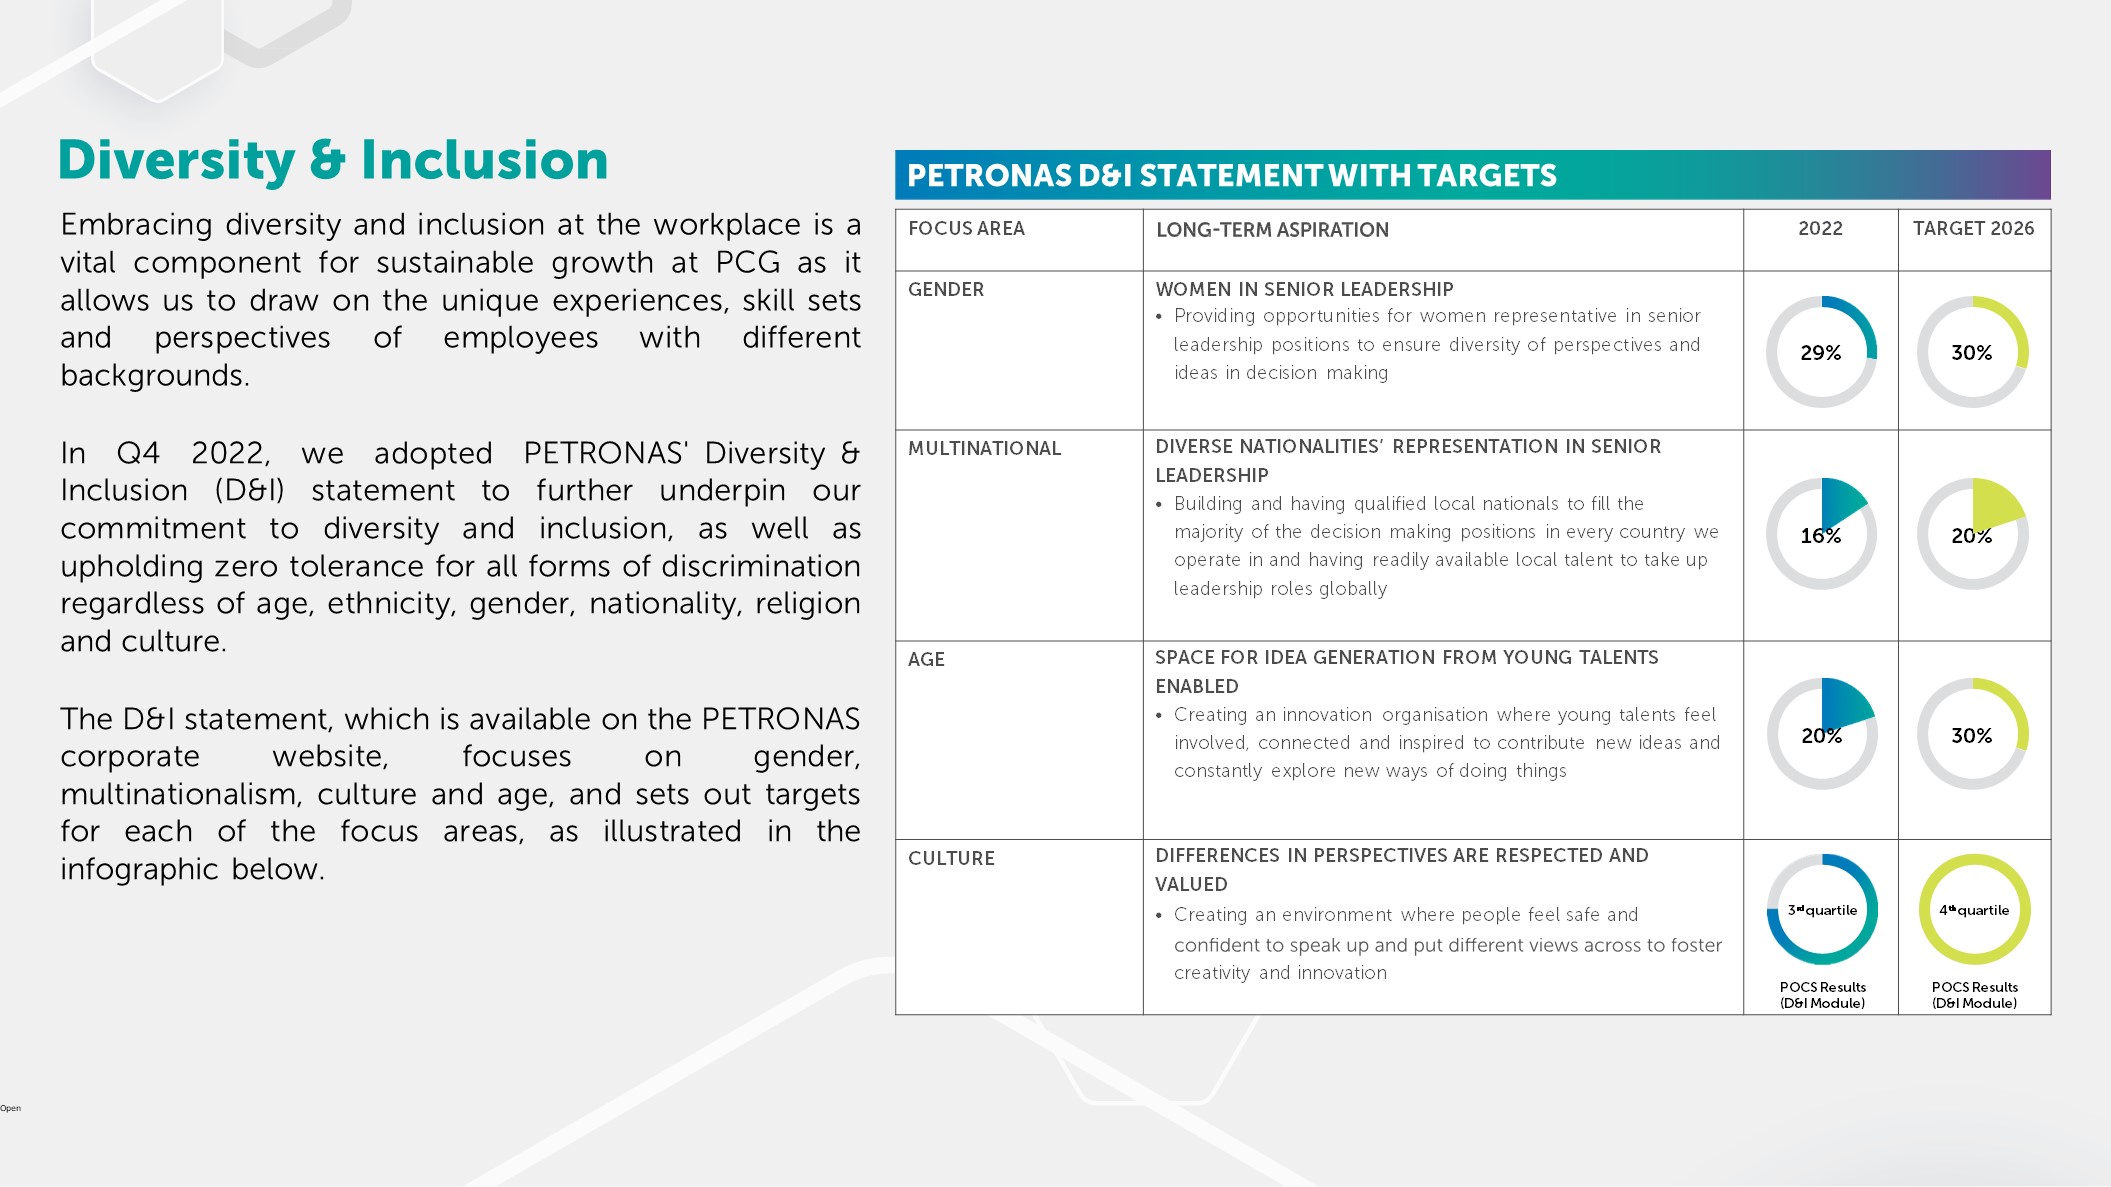 Diversity & Inclusion
Embracing diversity and inclusion at the workplace is a
vital component for sustainable growth at PCG as it
allows us to draw on the unique experiences, skill sets
and perspectives of employees with different
backgrounds.
In Q4 2022, we adopted PETRONAS' Diversity &
Inclusion (D&I) statement to further underpin our
commitment to diversity and inclusion, as well as
upholding zero tolerance for all forms of discrimination
regardless of age, ethnicity, gender, nationality, religion
and culture.
The D&I statement, which is available on the PETRONAS
corporate website, focuses on gender,
multinationalism, culture and age, and sets out targets
for each of the focus areas, as illustrated in the
infographic below.
PETRONAS D&I STATEMENT WITH TARGETS
FOCUS AREA LONG-TERM ASPIRATION 2022 TARGET 2026
GENDER
WOMEN IN SENIOR LEADERSHIP
• Providing opportunities for women representative in senior
leadership positions to ensure diversity of perspectives and
ideas in decision making
29% 30%
MULTINATIONAL
DIVERSE NATIONALITIES’ REPRESENTATION IN SENIOR
LEADERSHIP
• Building and having qualified local nationals to fill the
majority of the decision making positions in every country we
operate in and having readily available local talent to take up
leadership roles globally
16% 20%
AGE
SPACE FOR IDEA GENERATION FROM YOUNG TALENTS
ENABLED
• Creating an innovation organisation where young talents feel
involved, connected and inspired to contribute new ideas and
constantly explore new ways of doing things
20% 30%
CULTURE
DIFFERENCES IN PERSPECTIVES ARE RESPECTED AND
VALUED
• Creating an environment where people feel safe and
confident to speak up and put different views across to foster
creativity and innovation
3rd quartile 4th quartile
POCS Results
(D&I Module)
POCS Results
(D&I Module)
Open